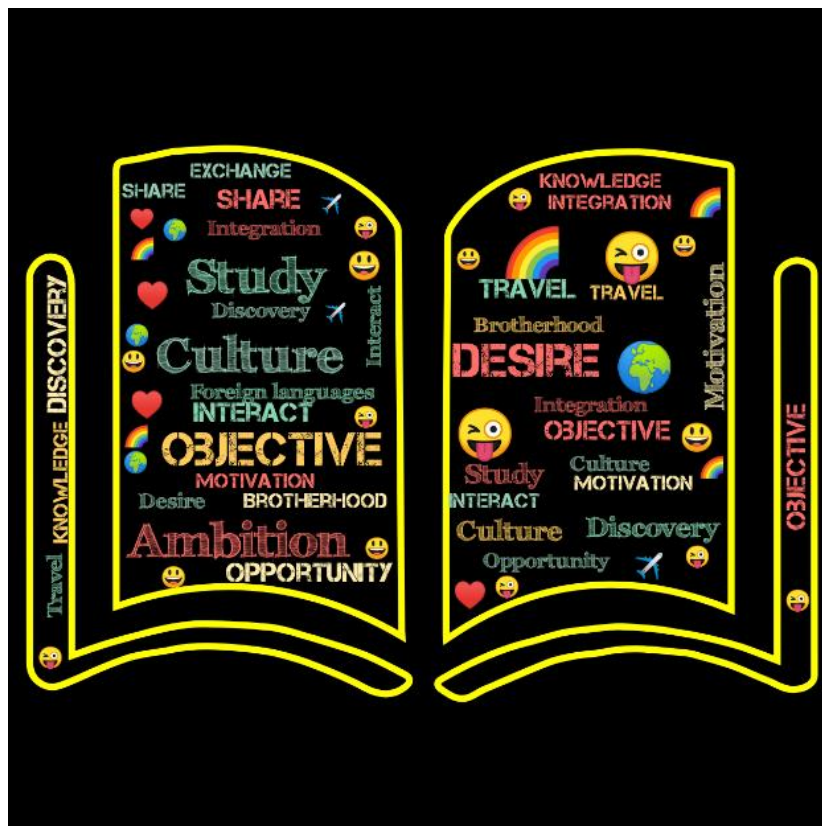 EXCHANGE
SHARE
SHARE
Integration
Study
Discovery
Interact
Culture
Foreign languages
INTERACT
OBJECTIVE
MOTIVATION
Desire
BROTHERHOOD
Ambition
OPPORTUNITY
DISCOVERY
KNOWLEDGE
Travel
KNOWLEDGE
INTEGRATION
TRAVEL
TRAVEL
Motivation
Brotherhood
DESIRE
Integration
OBJECTIVE
Study
Culture
MOTIVATION
INTERACT
Culture
Discovery
Opportunity
OBJECTIVE